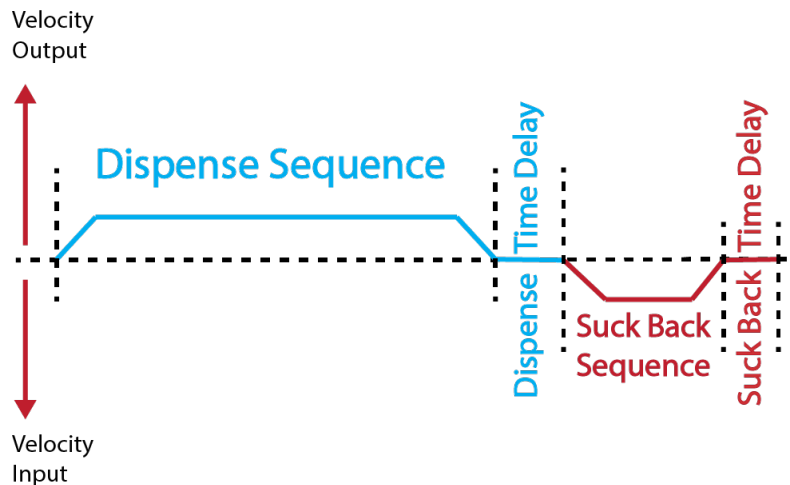 Velocity
Output
Dispense Sequence
Dispense Time Delay
Suck Back
Sequence
Suck Back Time Delay
Velocity
Input